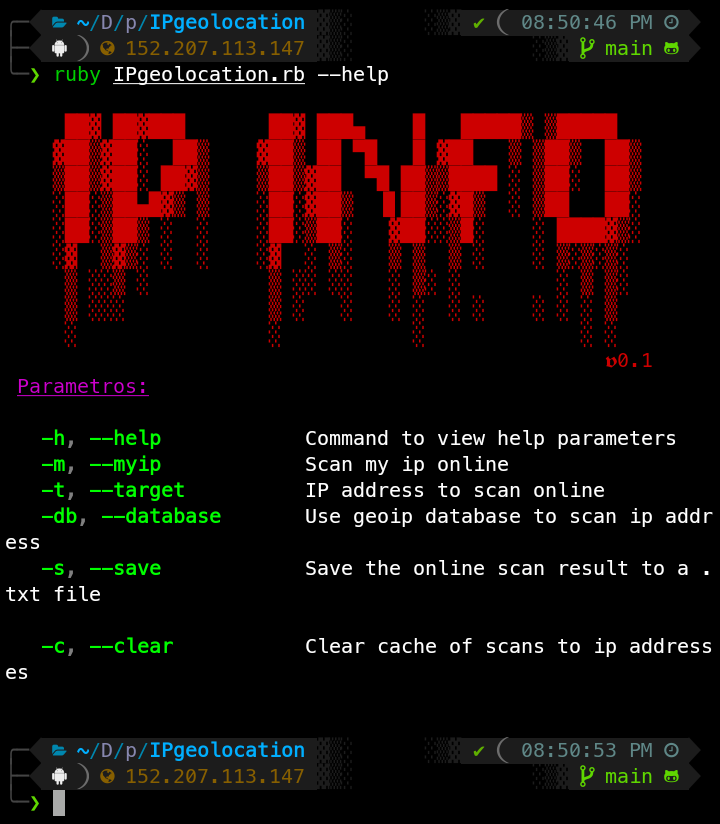 ~/D/p/IPgeolocation ✔ 08:50:46 PM
152.207.113.147 main
❯ ruby IPgeolocation.rb --help
IP INFO
v0.1
Parametros:
-h, --help Command to view help parameters
-m, --myip Scan my ip online
-t, --target IP address to scan online
-db, --database Use geoip database to scan ip addr
ess
-s, --save Save the online scan result to a .
txt file
-c, --clear Clear cache of scans to ip address
es
~/D/p/IPgeolocation ✔ 08:50:53 PM
152.207.113.147 main
❯